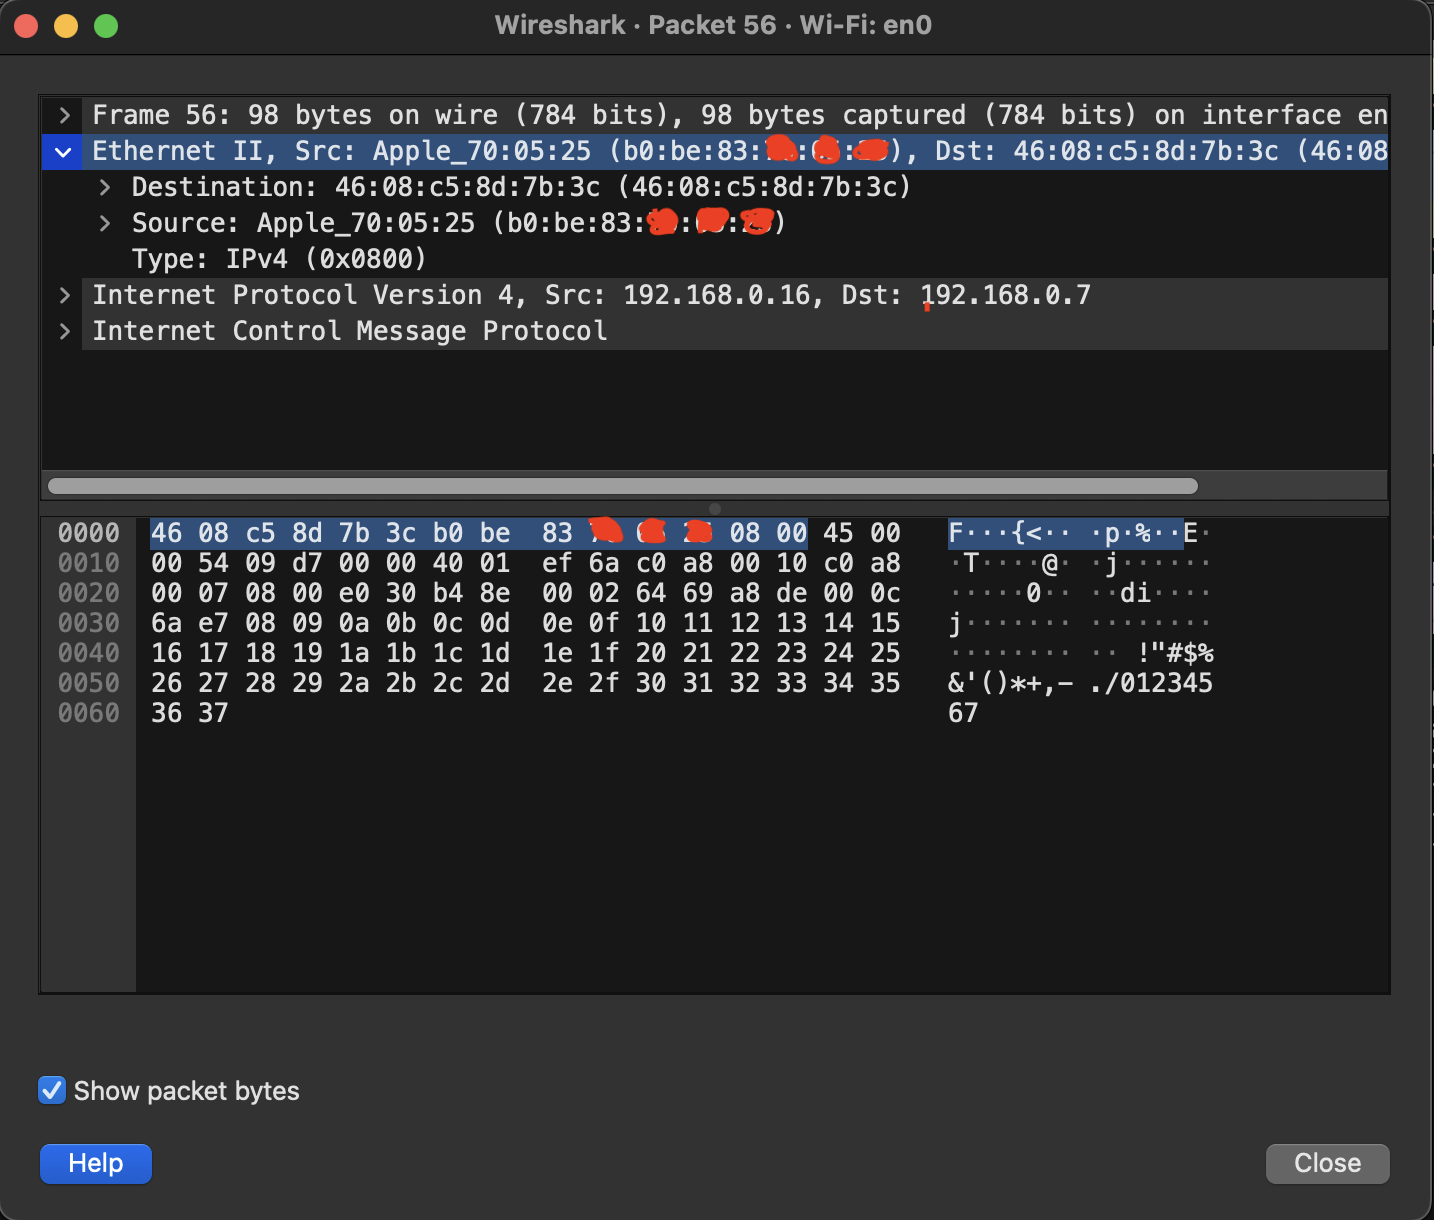 Wireshark · Packet 56 · Wi-Fi: en0
Frame 56: 98 bytes on wire (784 bits), 98 bytes captured (784 bits) on interface en
Ethernet II, Src: Apple_70:05:25 (b0:be:83: : : ), Dst: 46:08:c5:8d:7b:3c (46:08
Destination: 46:08:c5:8d:7b:3c (46:08:c5:8d:7b:3c)
Source: Apple_70:05:25 (b0:be:83: : : )
Type: IPv4 (0x0800)
Internet Protocol Version 4, Src: 192.168.0.16, Dst: 192.168.0.7
Internet Control Message Protocol
0000 46 08 c5 8d 7b 3c b0 be 83 08 00 45 00 F···{<·· ·p·%··E·
0010 00 54 09 d7 00 00 40 01 ef 6a c0 a8 00 10 c0 a8 ·T····@· ·j······
0020 00 07 08 00 e0 30 b4 8e 00 02 64 69 a8 de 00 0c ·····0·· ··di····
0030 6a e7 08 09 0a 0b 0c 0d 0e 0f 10 11 12 13 14 15 j······· ········
0040 16 17 18 19 1a 1b 1c 1d 1e 1f 20 21 22 23 24 25 ········ ·· !"#$%
0050 26 27 28 29 2a 2b 2c 2d 2e 2f 30 31 32 33 34 35 &'()*+,- ./012345
0060 36 37 67
Show packet bytes
Help
Close